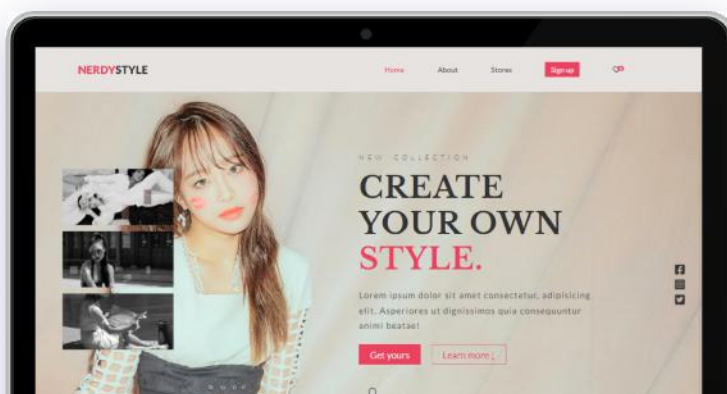 NERDYSTYLE
Home About Stores Sign up
NEW COLLECTION
CREATE
YOUR OWN
STYLE.
Lorem ipsum dolor sit amet consectetur, adipisicing
elit. Asperiores ut dignissimos quia consequuntur
animi beatae!
Get yours Learn more ;